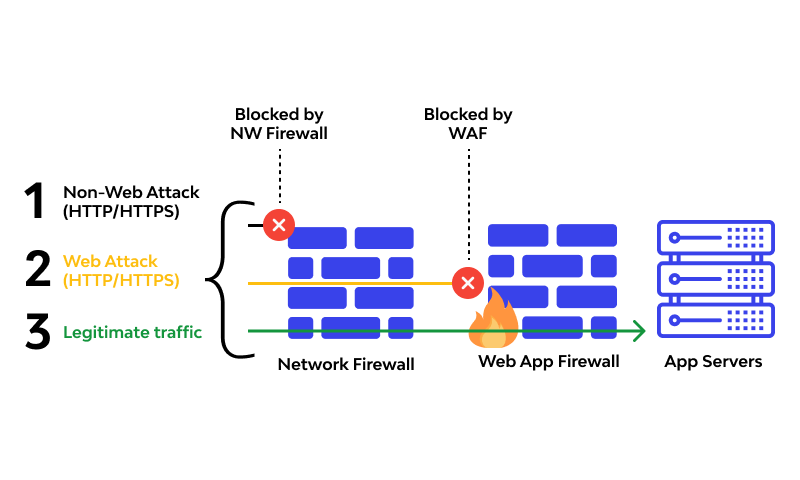 Blocked by
NW Firewall
Blocked by
WAF
1
Non-Web Attack
(HTTP/HTTPS)
2
Web Attack
(HTTP/HTTPS)
3
Legitimate traffic
Network Firewall
Web App Firewall
App Servers